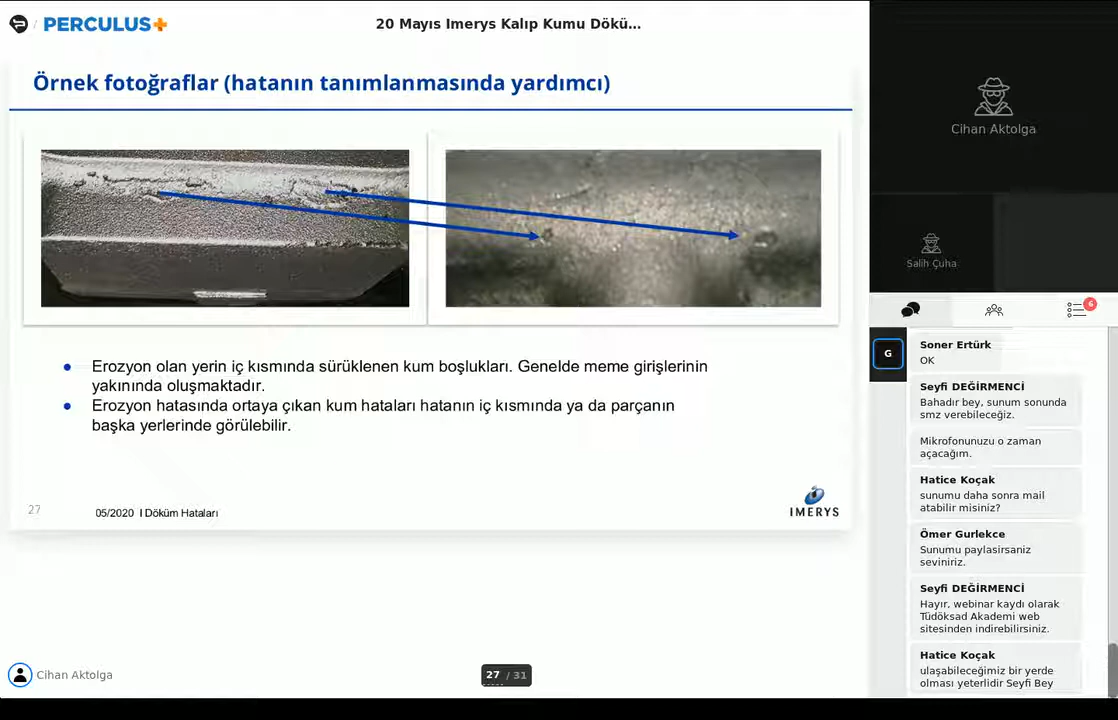 PERCULUS+
20 Mayıs Imerys Kalıp Kumu Dökü...
Örnek fotoğraflar (hatanın tanımlanmasında yardımcı)
Erozyon olan yerin iç kısmında sürüklenen kum boşlukları. Genelde meme girişlerinin
yakınında oluşmaktadır.
Erozyon hatasında ortaya çıkan kum hataları hatanın iç kısmında ya da parçanın
başka yerlerinde görülebilir.
27
05/2020 I Döküm Hataları
IMERYS
Cihan Aktolga
27 / 31
Cihan Aktolga
Salih Çuha
6
G
Soner Ertürk
OK
Seyfi DEĞİRMENCİ
Bahadır bey, sunum sonunda
smz verebileceğiz.
Mikrofonunuzu o zaman
açacağım.
Hatice Koçak
sunumu daha sonra mail
atabilir misiniz?
Ömer Gurlekce
Sunumu paylasirsaniz
seviniriz.
Seyfi DEĞİRMENCİ
Hayır, webinar kaydı olarak
Tüdöksad Akademi web
sitesinden indirebilirsiniz.
Hatice Koçak
ulaşabileceğimiz bir yerde
olması yeterlidir Seyfi Bey